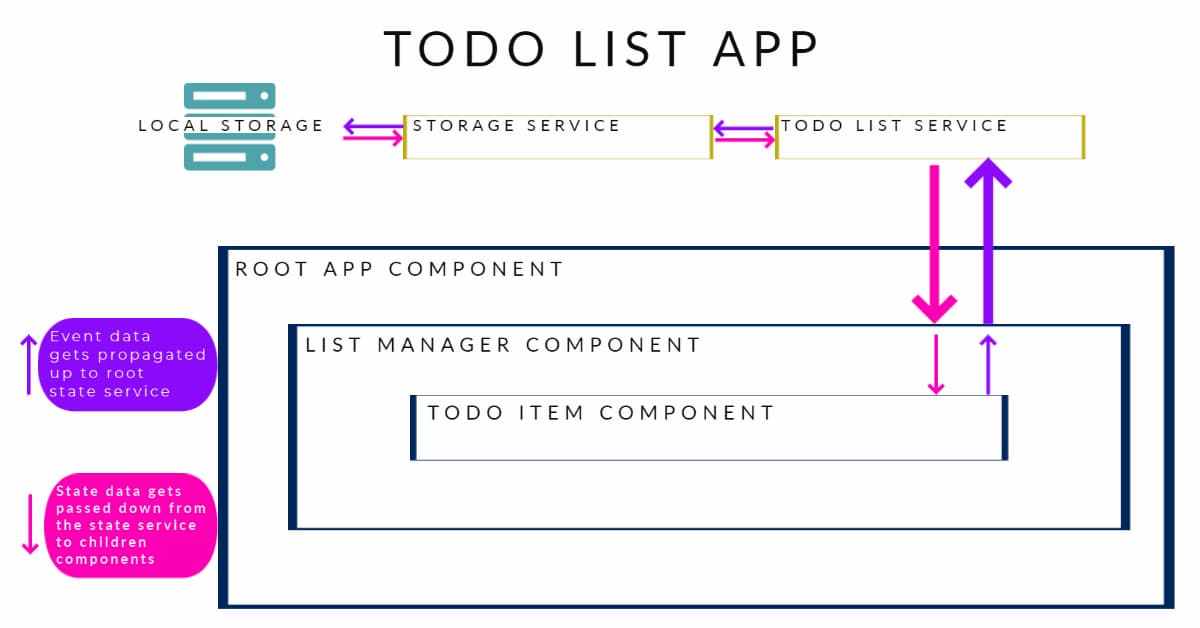 TODO LIST APP
LOCAL STORAGE
STORAGE SERVICE
TODO LIST SERVICE
ROOT APP COMPONENT
LIST MANAGER COMPONENT
TODO ITEM COMPONENT
Event data
gets propagated
up to root
state service
State data gets
passed down from
the state service
to children
components